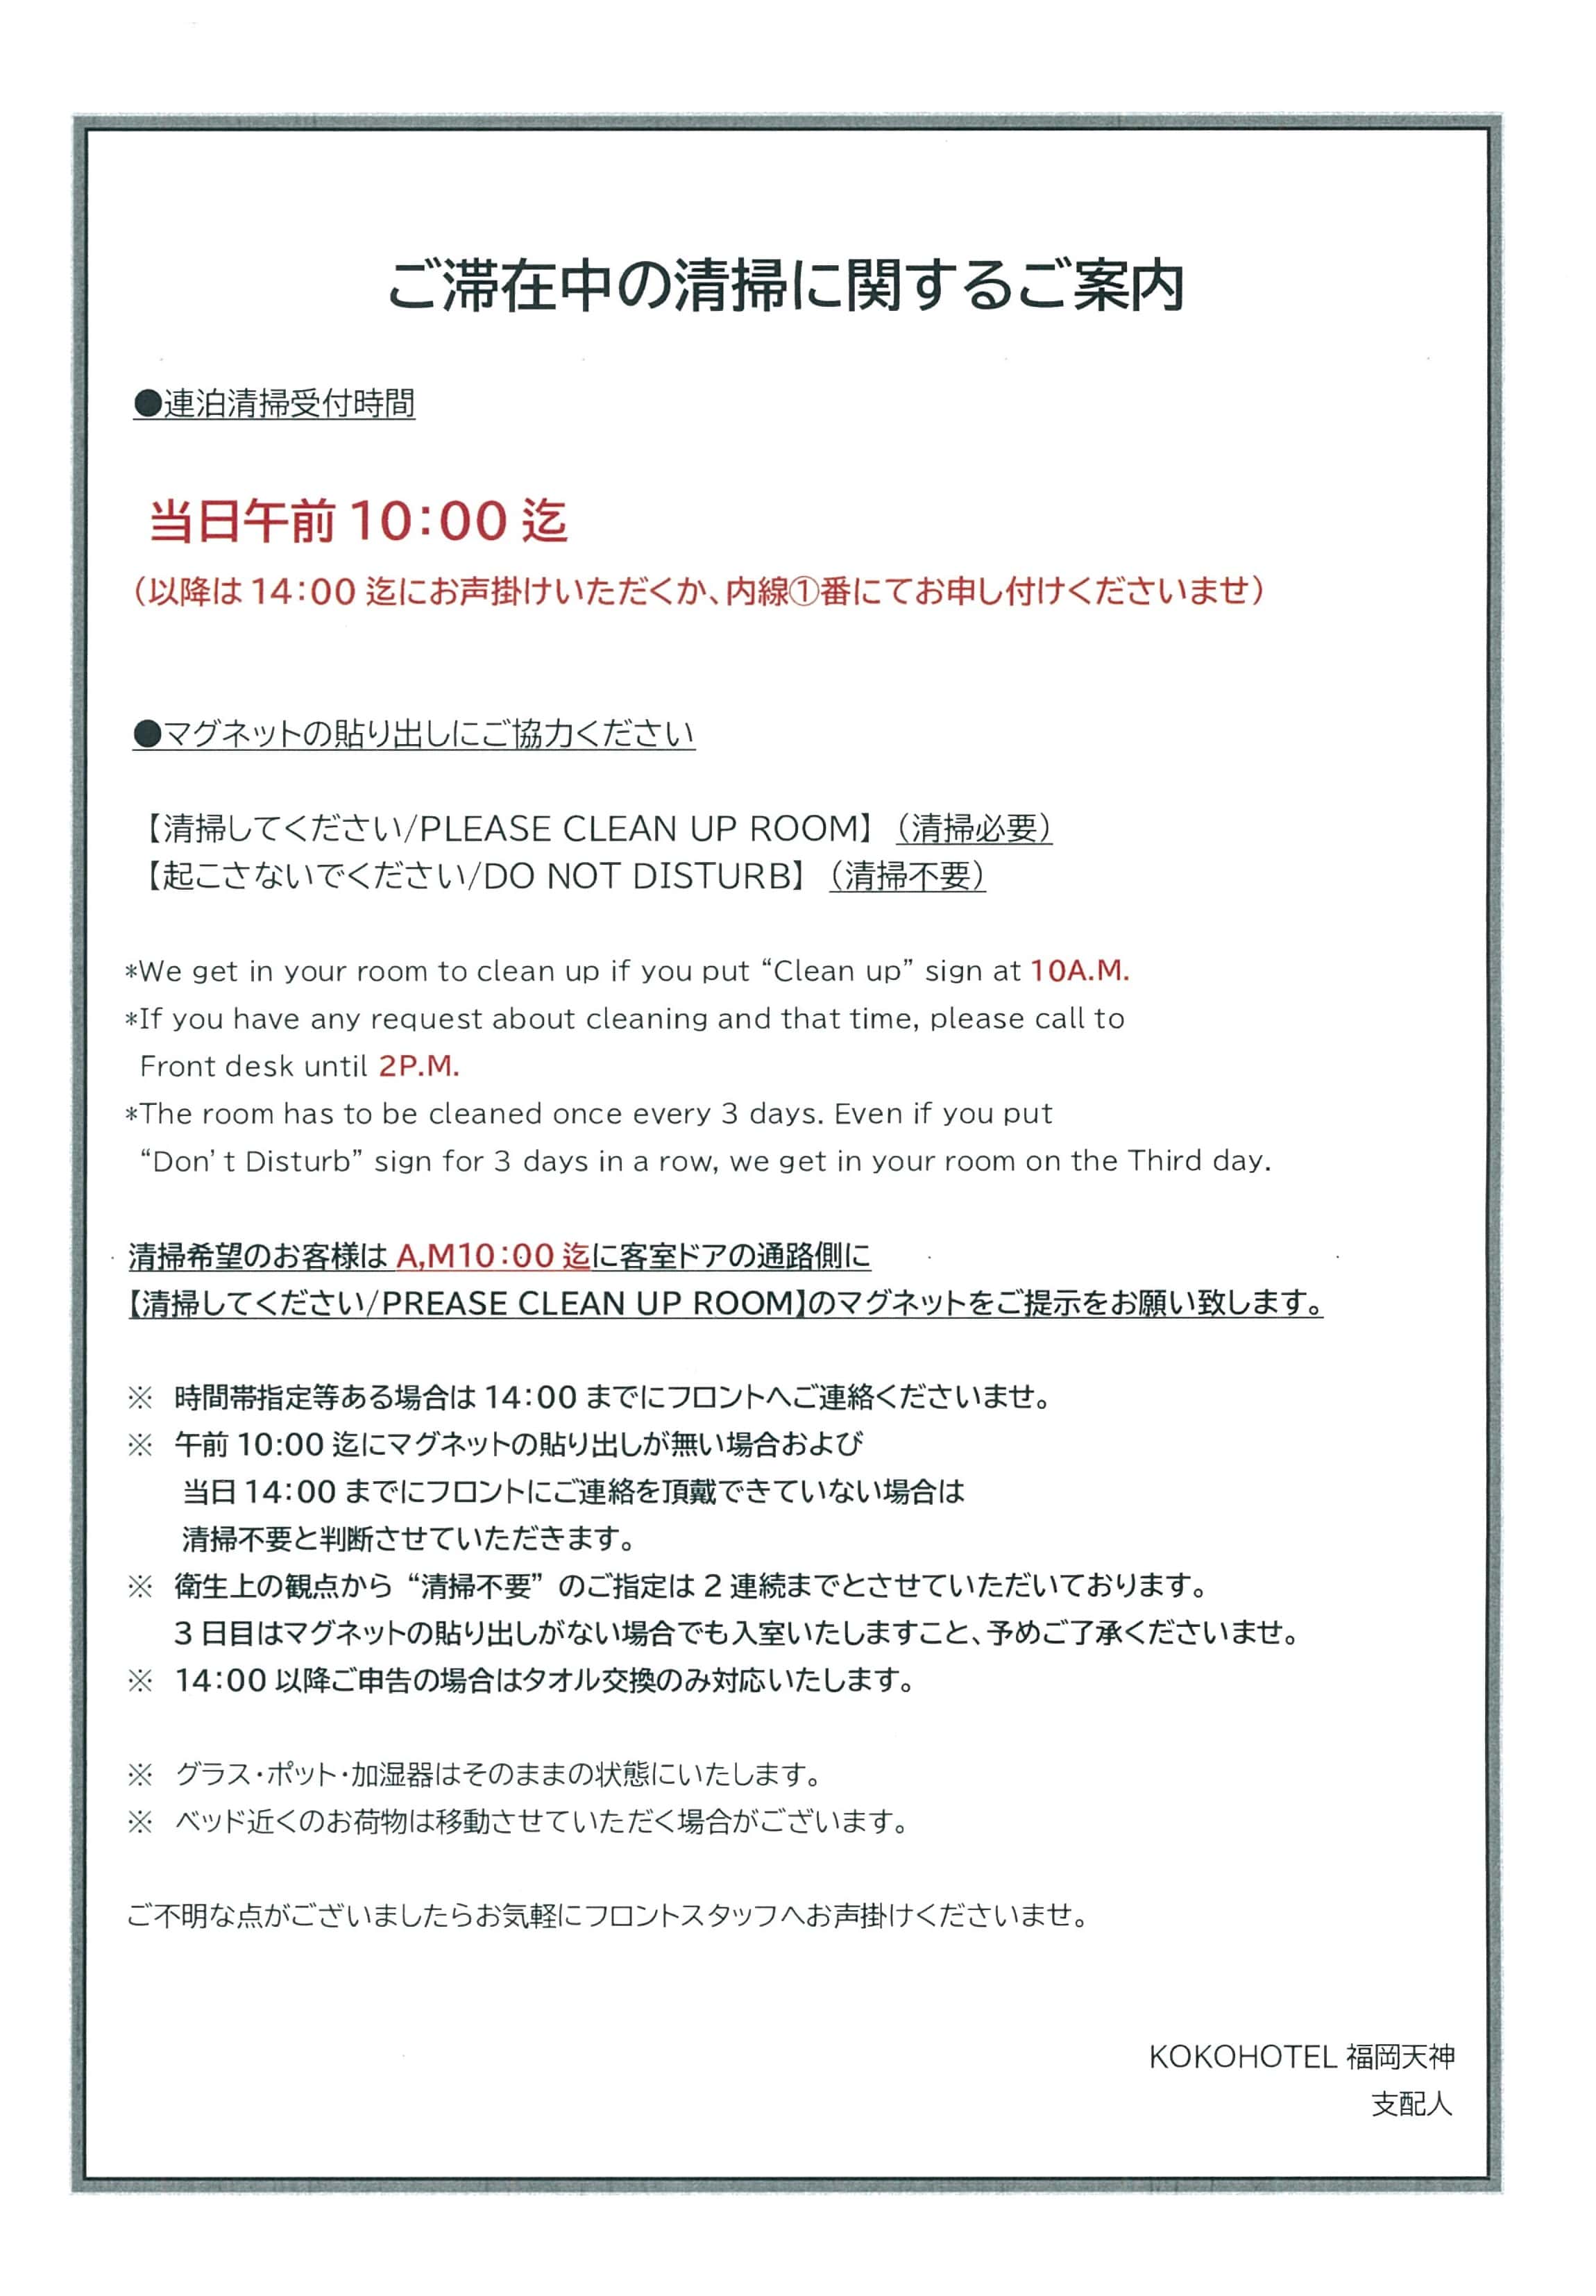 ご滞在中の清掃に関するご案内
●連泊清掃受付時間
当日午前10：00迄
（以降は14：00迄にお声掛けいただくか、内線①番にてお申し付けくださいませ）
●マグネットの貼り出しにご協力ください
【清掃してください/PLEASE CLEAN UP ROOM】（清掃必要）
【起こさないでください/DO NOT DISTURB】（清掃不要）
*We get in your room to clean up if you put “Clean up” sign at 10A.M.
*If you have any request about cleaning and that time, please call to
Front desk until 2P.M.
*The room has to be cleaned once every 3 days. Even if you put
“Don’t Disturb” sign for 3 days in a row, we get in your room on the Third day.
清掃希望のお客様はA,M10：00迄に客室ドアの通路側に
【清掃してください/PREASE CLEAN UP ROOM】のマグネットをご提示をお願い致します。
※ 時間帯指定等ある場合は14：00までにフロントへご連絡くださいませ。
※ 午前10:00迄にマグネットの貼り出しが無い場合および
当日14：00までにフロントにご連絡を頂戴できていない場合は
清掃不要と判断させていただきます。
※ 衛生上の観点から“清掃不要”のご指定は2連続までとさせていただいております。
3日目はマグネットの貼り出しがない場合でも入室いたしますこと、予めご了承くださいませ。
※ 14：00以降ご申告の場合はタオル交換のみ対応いたします。
※ グラス・ポット・加湿器はそのままの状態にいたします。
※ ベッド近くのお荷物は移動させていただく場合がございます。
ご不明な点がございましたらお気軽にフロントスタッフへお声掛けくださいませ。
KOKOHOTEL 福岡天神
支配人